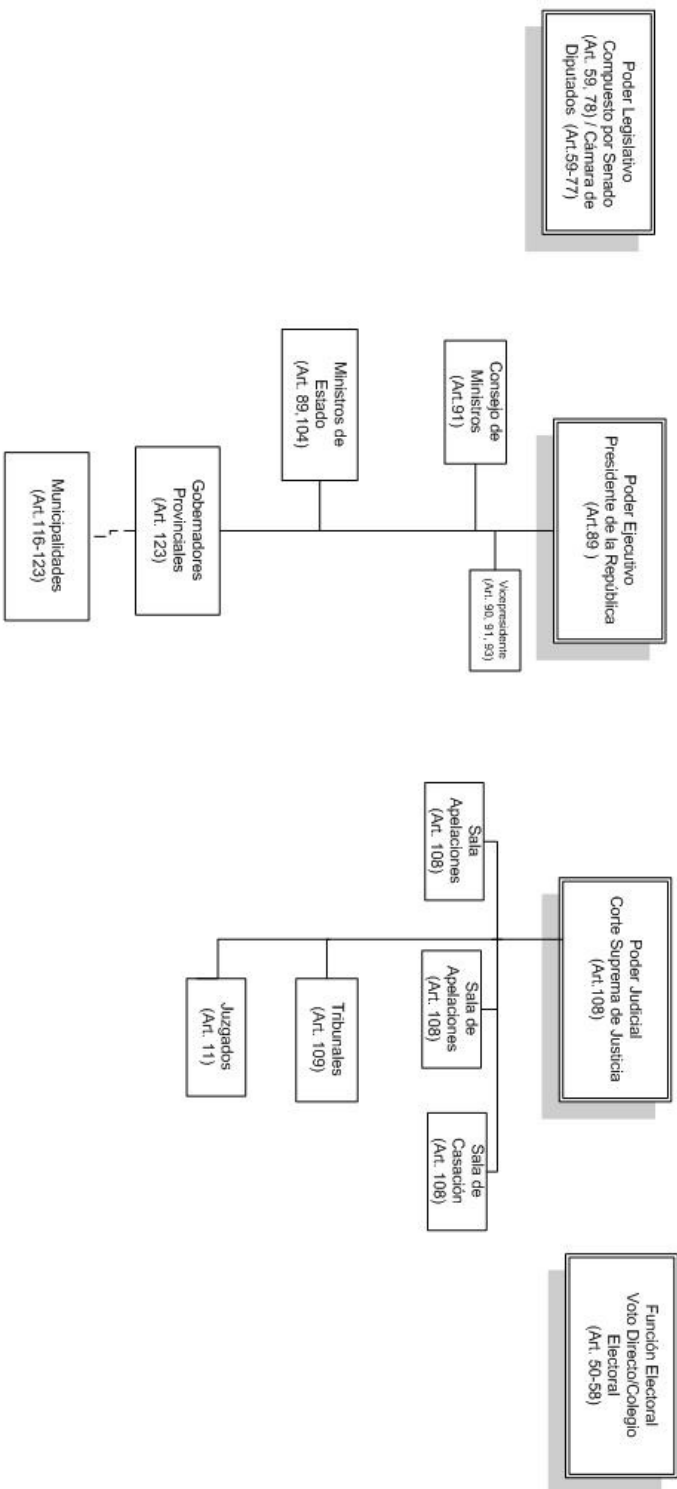 Poder Legislativo
Compuesto por Senado
(Art. 59, 78) / Cámara de
Diputados (Art.59-77)
Poder Ejecutivo
Presidente de la República
(Art.89 )
Consejo de
Ministros
(Art.91)
Vicepresidente
(Art. 90, 91, 93)
Ministros de
Estado
(Art. 89,104)
Gobernadores
Provinciales
(Art. 123)
Municipalidades
(Art.116-123)
Poder Judicial
Corte Suprema de Justicia
(Art.108)
Sala
Apelaciones
(Art. 108)
Sala de
Apelaciones
(Art. 108)
Sala de
Casación
(Art. 108)
Tribunales
(Art. 109)
Juzgados
(Art. 11)
Función Electoral
Voto Directo/Colegio
Electoral
(Art. 50-58)